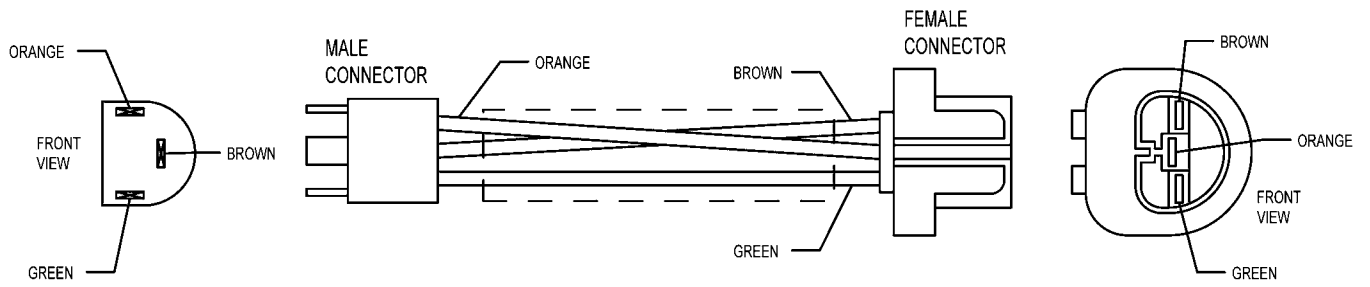 ORANGE
FRONT
VIEW
BROWN
GREEN
MALE
CONNECTOR
ORANGE
BROWN
GREEN
FEMALE
CONNECTOR
BROWN
ORANGE
FRONT
VIEW
GREEN